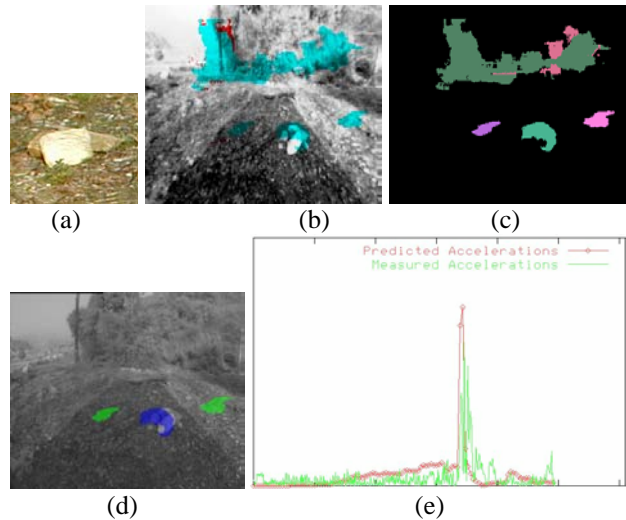 (a)
(b)
(c)
(d)
Predicted Accelerations
Measured Accelerations
(e)